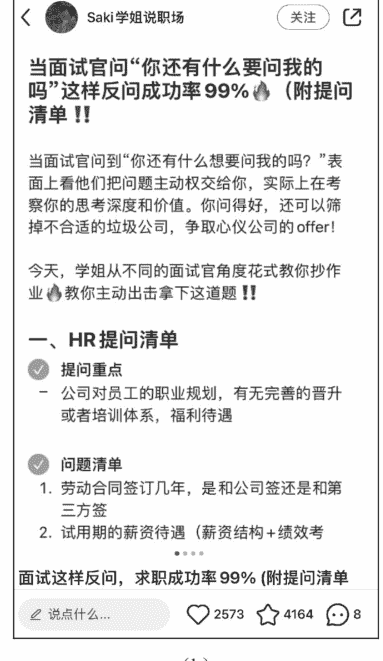 Saki学姐说职场
关注
当面试官问“你还有什么要问我的
吗”这样反问成功率99%🔥（附提问
清单‼️
当面试官问到“你还有什么想要问我的吗？”表
面上看他们把问题主动权交给你，实际上在考
察你的思考深度和价值。你问得好，还可以筛
掉不合适的垃圾公司，争取心仪公司的offer！
今天，学姐从不同的面试官角度花式教你抄作
业🔥教你主动出击拿下这道题‼️
一、HR提问清单
提问重点
– 公司对员工的职业规划，有无完善的晋升
或者培训体系，福利待遇
问题清单
1. 劳动合同签订几年，是和公司签还是和第
三方签
2. 试用期的薪资待遇（薪资结构+绩效考
面试这样反问，求职成功率99% (附提问清单
说点什么...
2573
4164
8